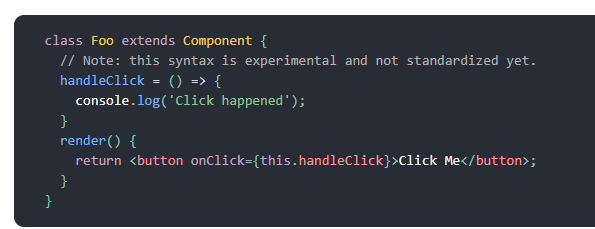 class Foo extends Component {
  // Note: this syntax is experimental and not standardized yet.
  handleClick = () => {
    console.log('Click happened');
  }
  render() {
    return <button onClick={this.handleClick}>Click Me</button>;
  }
}